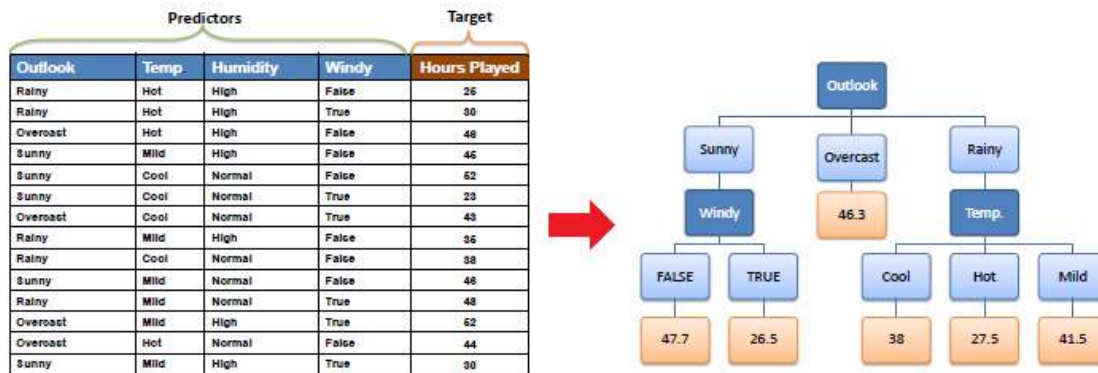 Predictors Target
Outlook Temp. Humidity Windy Hours Played
Rainy Hot High False 25
Rainy Hot High True 30
Overcast Hot High False 46
Sunny Mild High False 45
Sunny Cool Normal False 52
Sunny Cool Normal True 23
Overcast Cool Normal True 43
Rainy Mild High False 35
Rainy Cool Normal False 38
Sunny Mild Normal False 46
Rainy Mild Normal True 48
Overcast Mild High True 52
Overcast Hot Normal False 44
Sunny Mild High True 30
Outlook
Sunny Overcast Rainy
Windy 46.3 Temp.
FALSE TRUE Cool Hot Mild
47.7 26.5 38 27.5 41.5